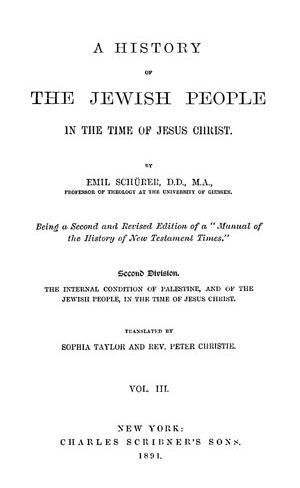 A HISTORY
OF
THE JEWISH PEOPLE
IN THE TIME OF JESUS CHRIST.
BY
EMIL SCHÜRER, D.D., M.A.,
PROFESSOR OF THEOLOGY AT THE UNIVERSITY OF GIESSEN.
Being a Second and Revised Edition of a “Manual of
the History of New Testament Times.”
Second Division.
THE INTERNAL CONDITION OF PALESTINE, AND OF THE
JEWISH PEOPLE, IN THE TIME OF JESUS CHRIST.
TRANSLATED BY
SOPHIA TAYLOR AND REV. PETER CHRISTIE.
VOL. III.
NEW YORK:
CHARLES SCRIBNER'S SONS.
1891.